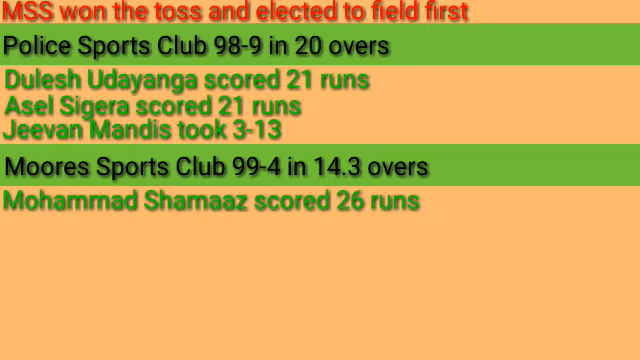 MSS won the toss and elected to field first
Police Sports Club 98-9 in 20 overs
Dulesh Udayanga scored 21 runs
Asel Sigera scored 21 runs
Jeevan Mandis took 3-13
Moores Sports Club 99-4 in 14.3 overs
Mohammad Shamaaz scored 26 runs